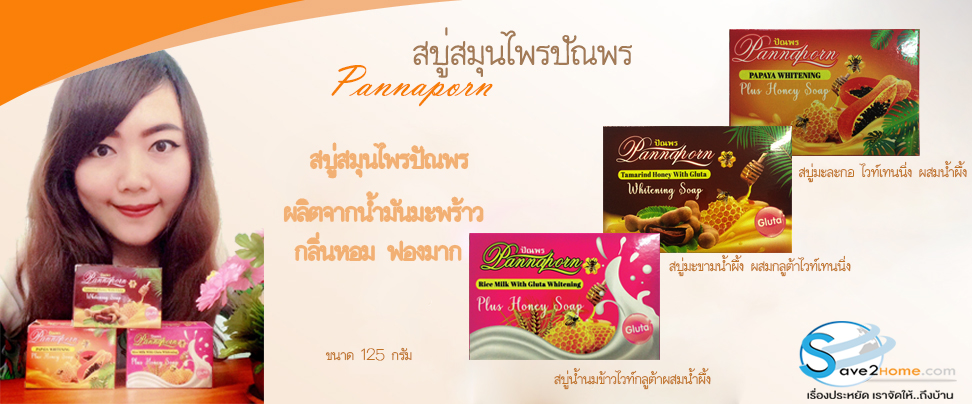 สบู่สมุนไพรปัณพร
Pannaporn
สบู่สมุนไพรปัณพร
ผลิตจากน้ำมันมะพร้าว
กลิ่นหอม ฟองมาก
ขนาด 125 กรัม
ปัณพร
Pannaporn
PAPAYA WHITENING
Plus Honey Soap
สบู่มะละกอ ไวท์เทนนิ่ง ผสมน้ำผึ้ง
ปัณพร
Pannaporn
Tamarind Honey With Gluta
Whitening Soap
Gluta
สบู่มะขามน้ำผึ้ง ผสมกลูต้าไวท์เทนนิ่ง
ปัณพร
Pannaporn
Rice Milk With Gluta Whitening
Plus Honey Soap
Gluta
สบู่น้ำนมข้าวไวท์กลูต้าผสมน้ำผึ้ง
Save2Home.com
เรื่องประหยัด เราจัดให้..ถึงบ้าน